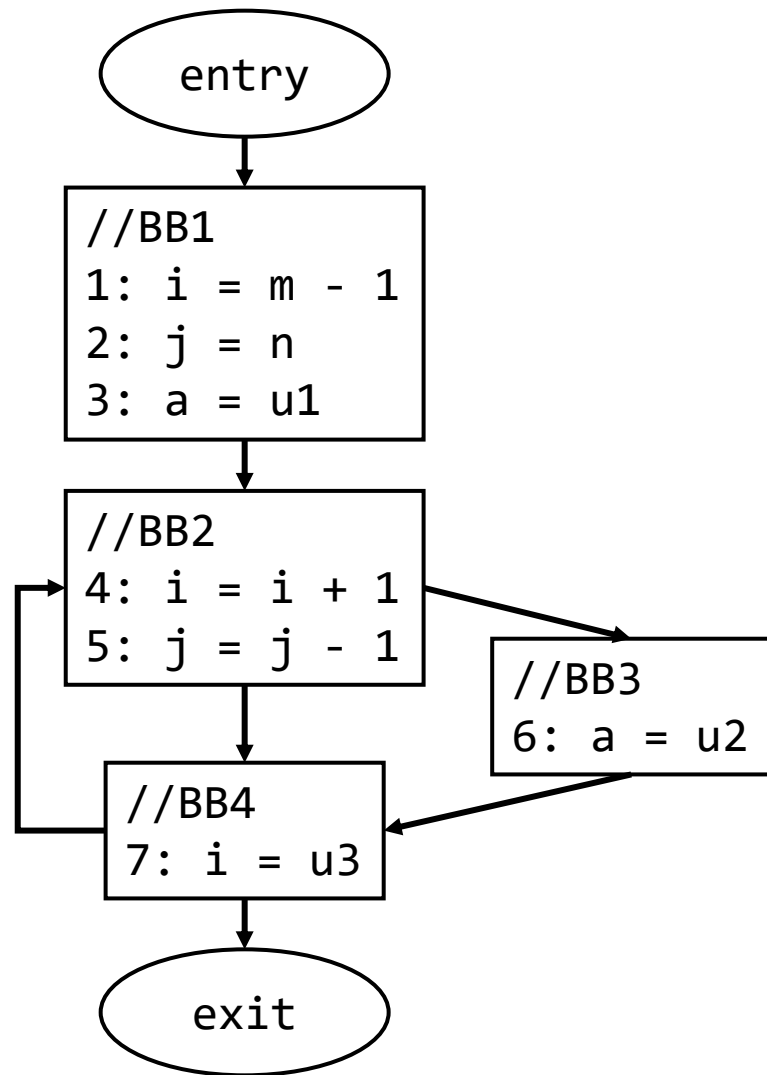 entry
//BB1
1: i = m - 1
2: j = n
3: a = u1
//BB2
4: i = i + 1
5: j = j - 1
//BB3
6: a = u2
//BB4
7: i = u3
exit